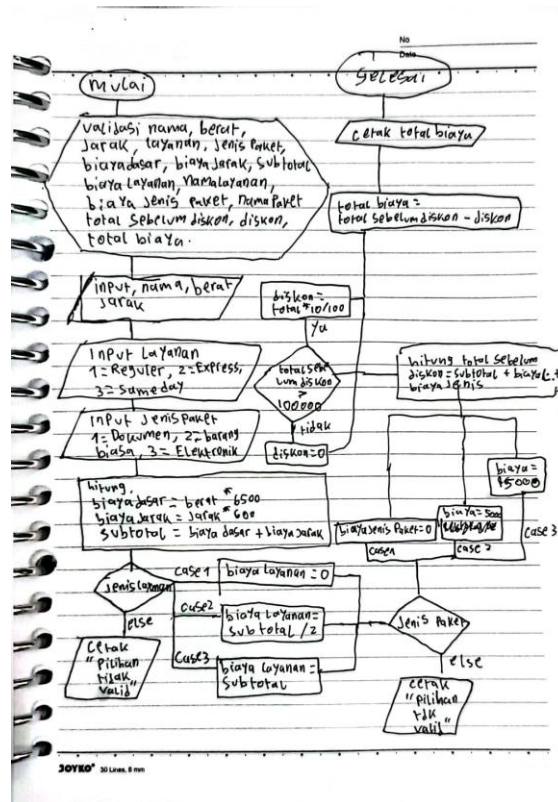 No
Date
mulai
validasi nama, berat,
Jarak, layanan, jenis paket,
biayadasar, biaya jarak, subtotal
biaya layanan, namalayanan,
biaya jenis paket, nama paket
total sebelum diskon, diskon,
total biaya.
input, nama, berat
Jarak
Input Layanan
1 = Reguler, 2 = Express,
3 = Sameday
Input Jenis Paket
1 = Dokumen, 2 = barang
biasa, 3 = Elektronik
hitung.
biayadasar = berat * 6500
biaya jarak = jarak * 600
subtotal = biaya dasar + biaya Jarak
Jenis layanan
else
cetak
"Pilihan
tidak
valid"
case 1
biaya layanan = 0
case 2
biaya Layanan =
subtotal / 2
case 3
biaya layanan =
subtotal
Jenis Paket
else
cetak
"pilihan
tdk
valid"
biaya Jenis Paket = 0
case 1
biaya = 5000
case 2
biaya =
15000
case 3
hitung total sebelum
diskon = subtotal + biaya L. +
biaya jenis
total sebe
lum diskon
>
100000
ya
diskon =
total * 10/100
tidak
diskon = 0
total biaya =
total sebelum diskon - diskon
cetak total biaya
selesai
JOYKO 30 Lines, 8 mm